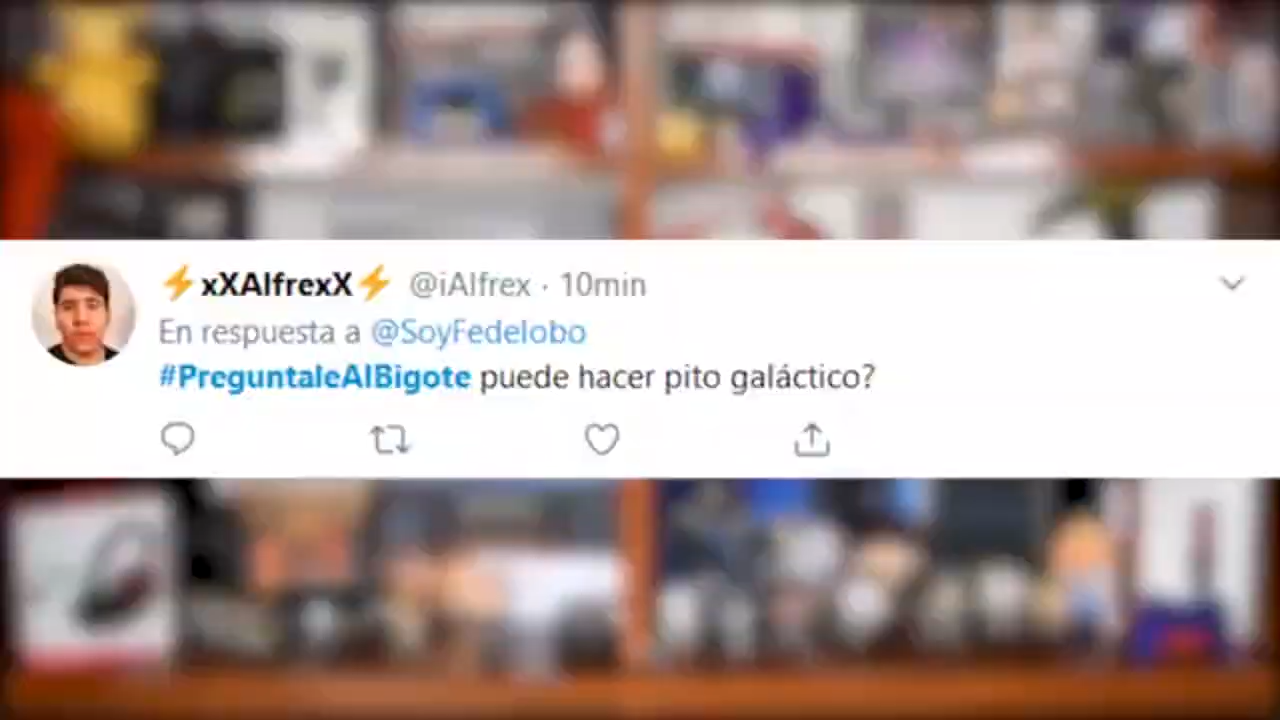 ⚡xXAlfrexX⚡ @iAlfrex · 10min
En respuesta a @SoyFedelobo
#PreguntaleAlBigote puede hacer pito galáctico?